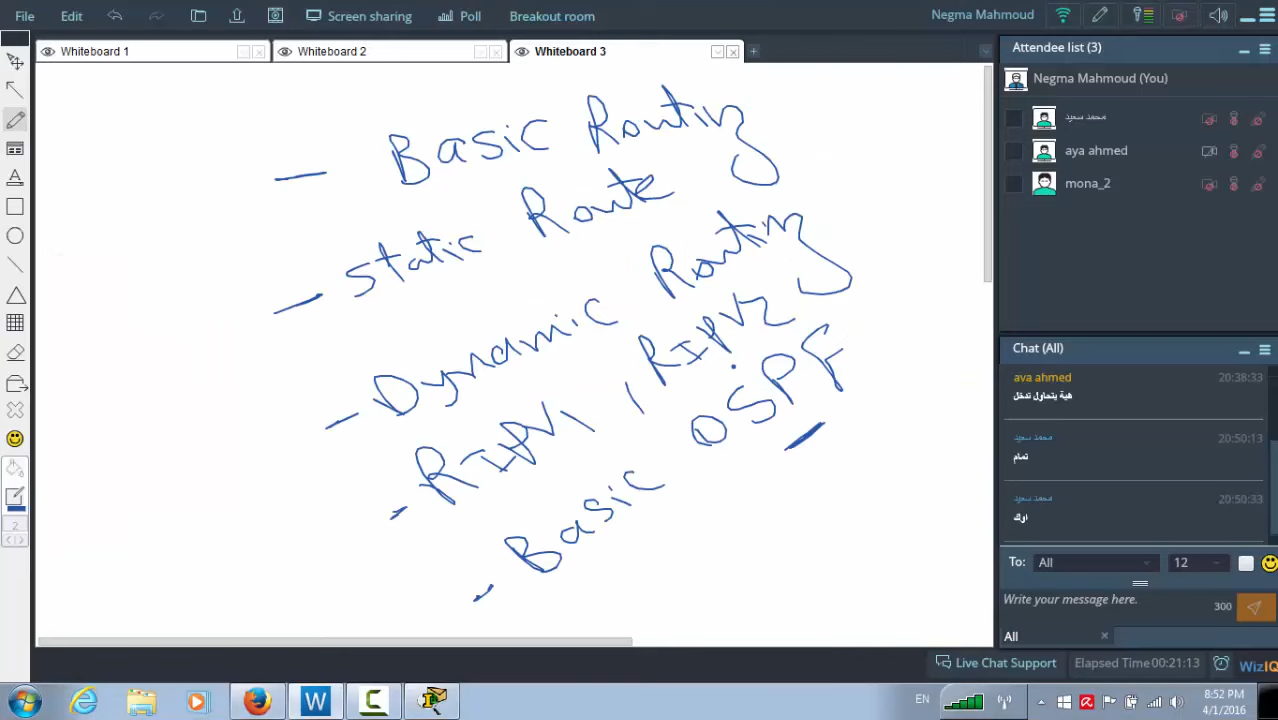 File Edit Screen sharing Poll Breakout room Negma Mahmoud
Whiteboard 1 Whiteboard 2 Whiteboard 3
- Basic Routing
- Static Route
- Dynamic Routing
- RIPV1, RIPV2
- Basic OSPF
Attendee list (3)
Negma Mahmoud (You)
محمد سعيد
aya ahmed
mona_2
Chat (All)
aya ahmed 20:38:33
هية يتحاول تدخل
محمد سعيد 20:50:13
تمام
محمد سعيد 20:50:33
اوك
To: All 12
Write your message here. 300
All
Live Chat Support Elapsed Time 00:21:13 WizIQ
2
W C EN 8:52 PM
4/1/2016